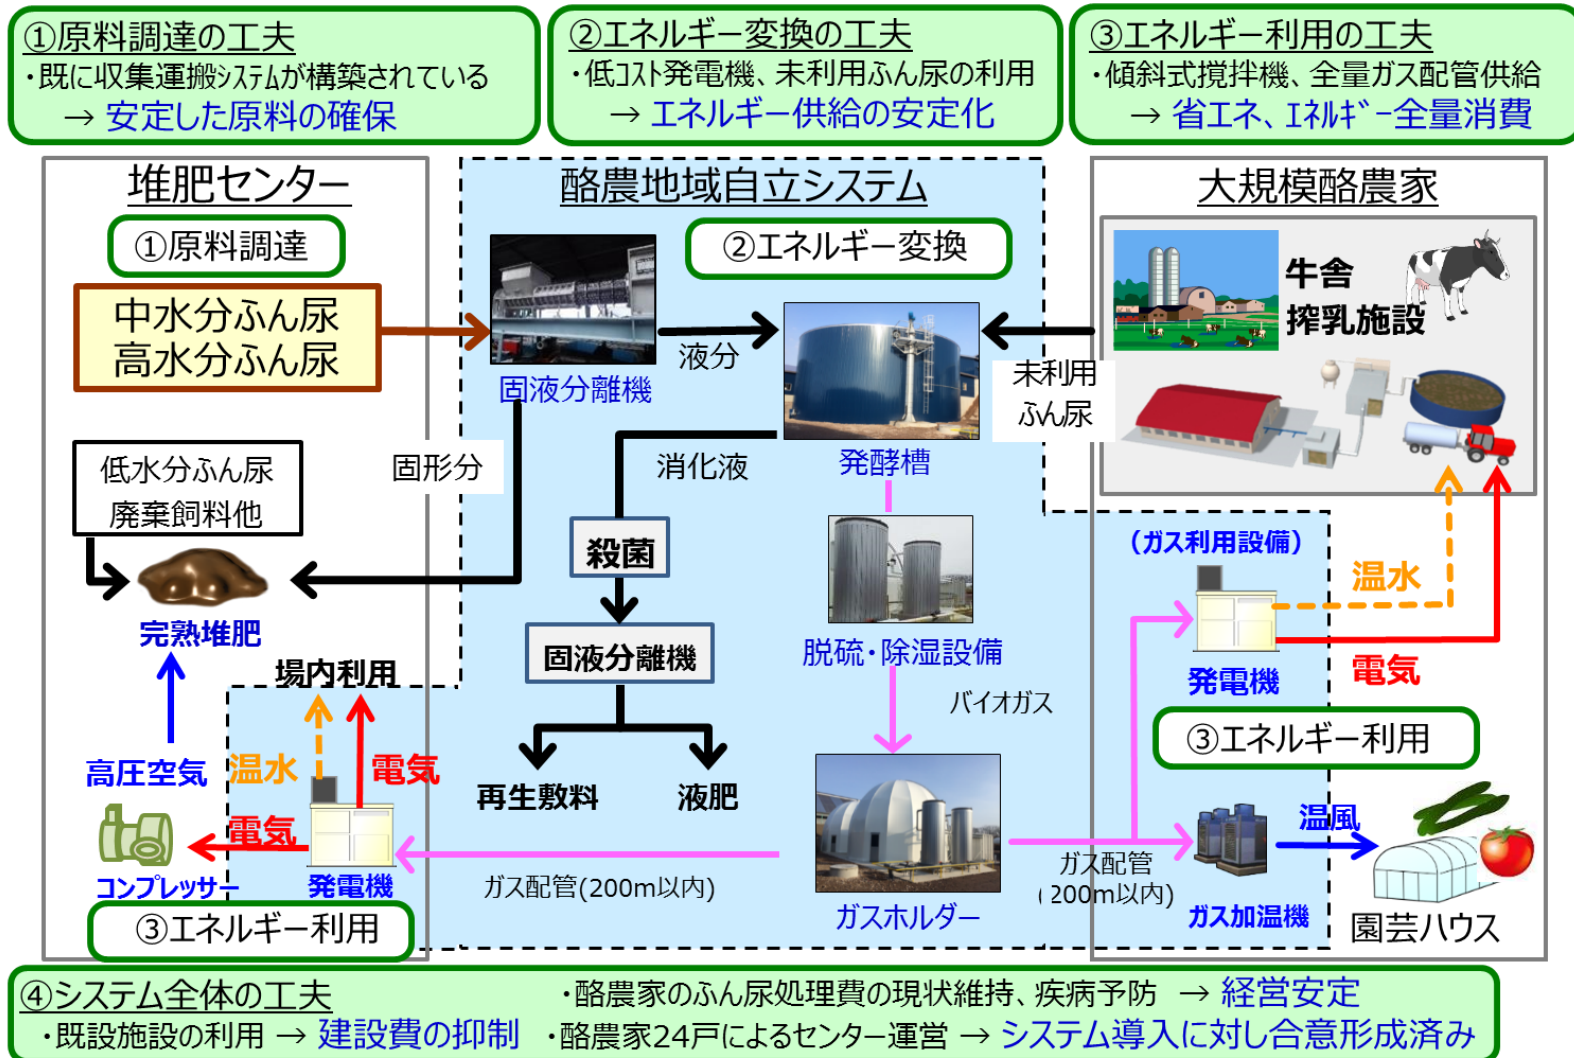 ①原料調達の工夫
・既に収集運搬ｼｽﾃﾑが構築されている
→ 安定した原料の確保
②エネルギー変換の工夫
・低ｺｽﾄ発電機、未利用ふん尿の利用
→ エネルギー供給の安定化
③エネルギー利用の工夫
・傾斜式撹拌機、全量ガス配管供給
→ 省エネ、ｴﾈﾙｷﾞｰ全量消費
堆肥センター
①原料調達
中水分ふん尿
高水分ふん尿
低水分ふん尿
廃棄飼料他
完熟堆肥
高圧空気
コンプレッサー
場内利用
温水
電気
電気
発電機
③エネルギー利用
酪農地域自立システム
②エネルギー変換
固液分離機
液分
固形分
発酵槽
消化液
殺菌
固液分離機
再生敷料
液肥
脱硫・除湿設備
バイオガス
ガスホルダー
ガス配管(200m以内)
ガス配管
(200m以内)
大規模酪農家
牛舎
搾乳施設
未利用
ふん尿
(ガス利用設備)
発電機
温水
電気
③エネルギー利用
ガス加温機
温風
園芸ハウス
④システム全体の工夫
・既設施設の利用 → 建設費の抑制
・酪農家のふん尿処理費の現状維持、疾病予防 → 経営安定
・酪農家24戸によるセンター運営 → システム導入に対し合意形成済み